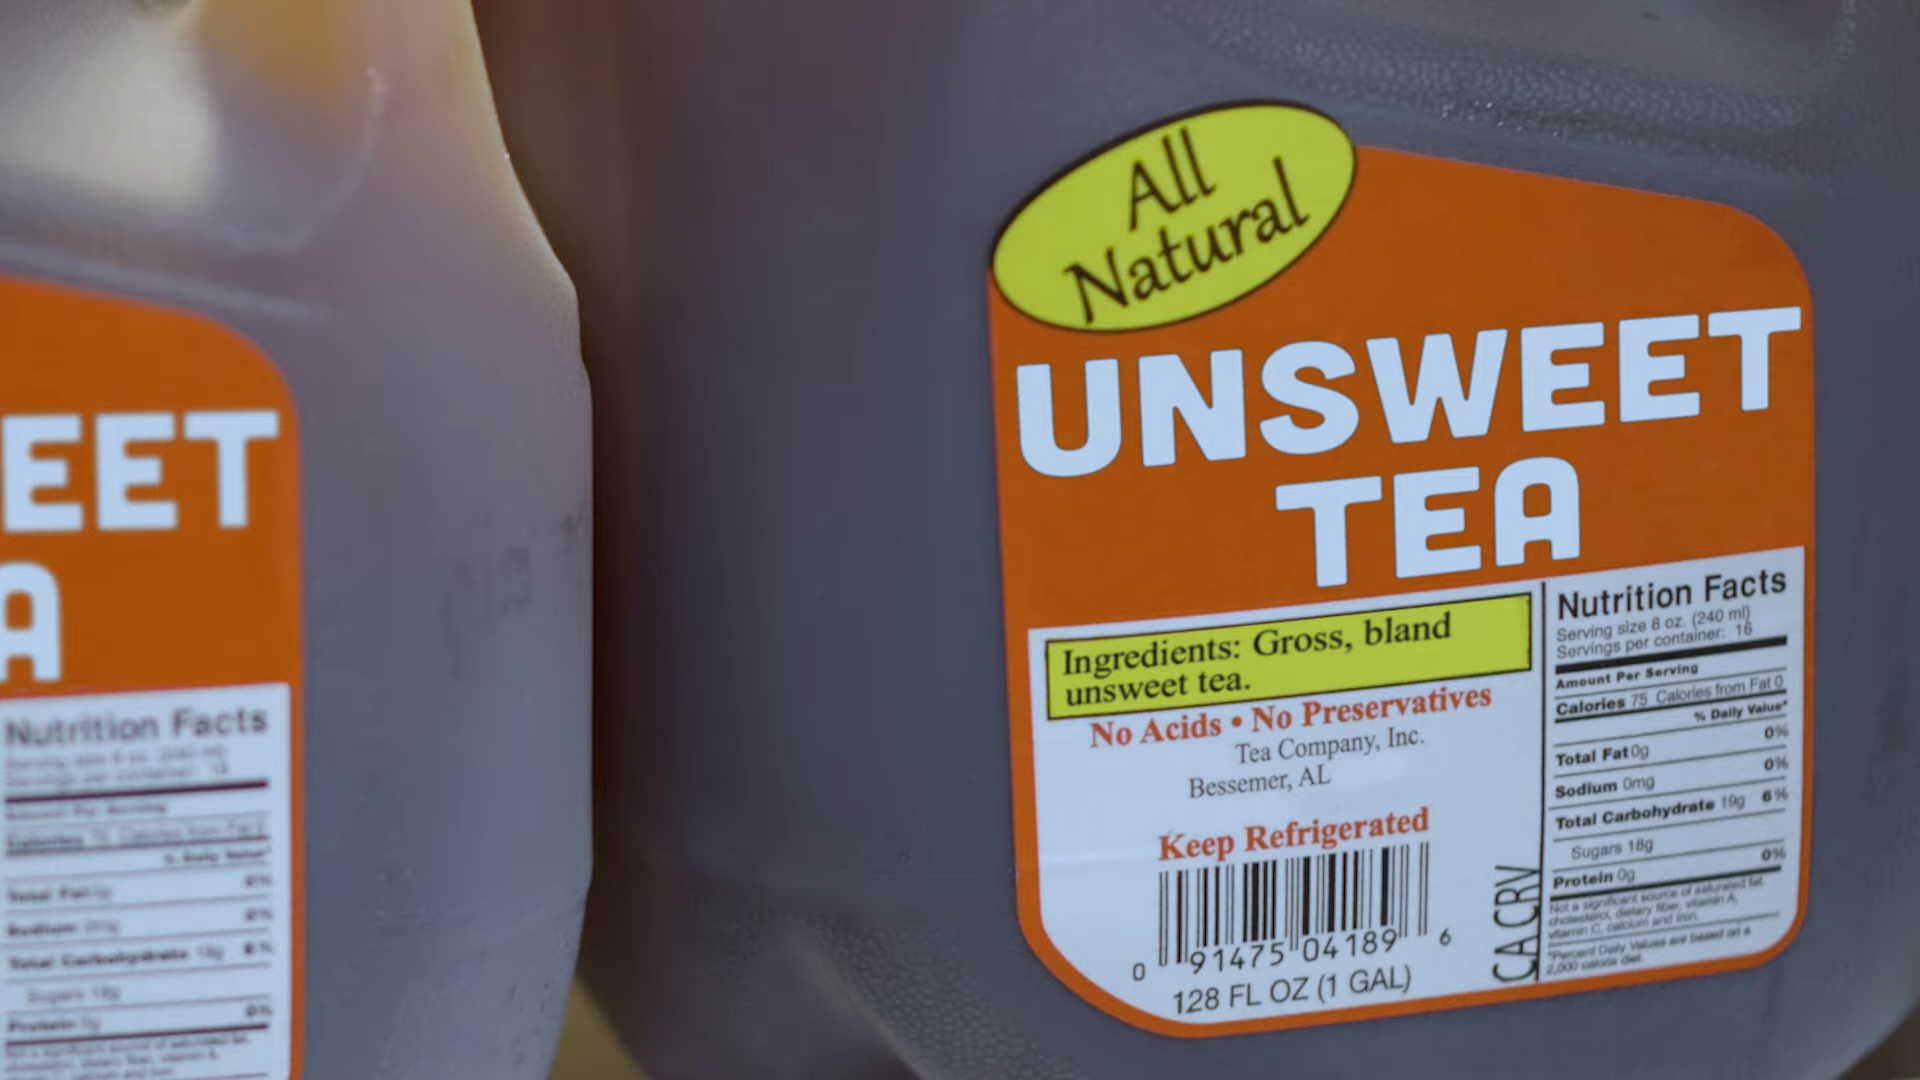 EET
A
Nutrition Facts
All
Natural
UNSWEET
TEA
Ingredients: Gross, bland
unsweet tea.
No Acids • No Preservatives
Tea Company, Inc.
Bessemer, AL
Keep Refrigerated
0 91475 04189 6
128 FL OZ (1 GAL)
CA CRV
Nutrition Facts
Serving size 8 oz. (240 ml)
Servings per container: 16
Amount Per Serving
Calories 75 Calories from Fat 0
% Daily Value*
Total Fat 0g 0%
Sodium 0mg 0%
Total Carbohydrate 19g 6%
Sugars 18g
Protein 0g 0%
Not a significant source of saturated fat,
cholesterol, dietary fiber, vitamin A,
vitamin C, calcium and iron.
*Percent Daily Values are based on a
2,000 calorie diet.